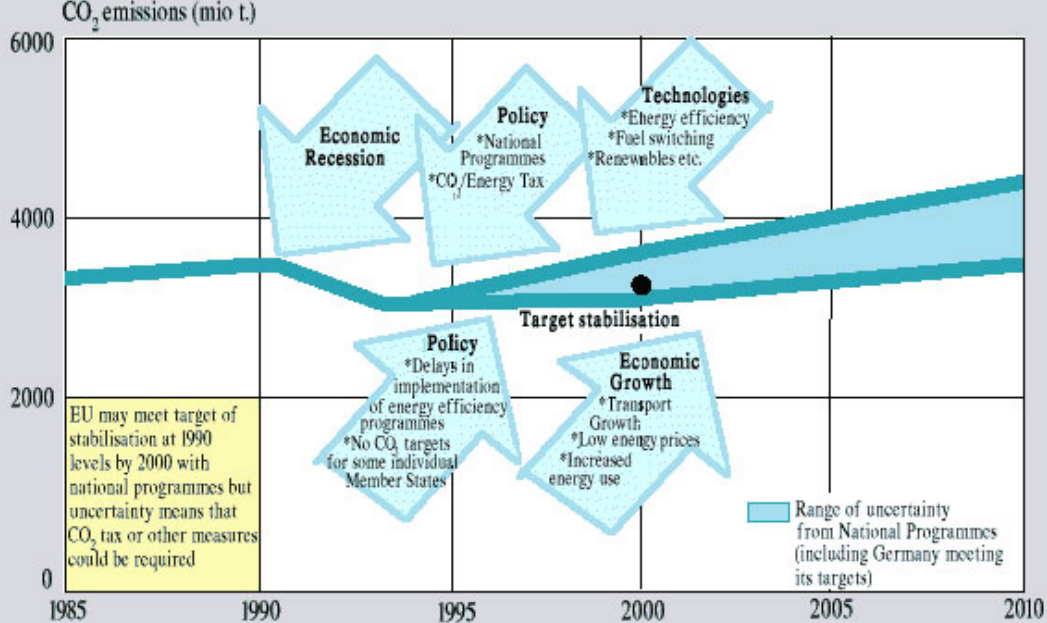 CO2 emissions (mio t.)
6000
4000
2000
0
1985
1990
1995
2000
2005
2010
Economic
Recession
Policy
*National
Programmes
*CO2/Energy Tax
Technologies
*Energy efficiency
*Fuel switching
*Renewables etc.
Target stabilisation
Policy
*Delays in
implementation
of energy efficiency
programmes
*No CO2 targets
for some individual
Member States
Economic
Growth
*Transport
Growth
*Low energy prices
*Increased
energy use
EU may meet target of
stabilisation at 1990
levels by 2000 with
national programmes but
uncertainty means that
CO2 tax or other measures
could be required
Range of uncertainty
from National Programmes
(including Germany meeting
its targets)